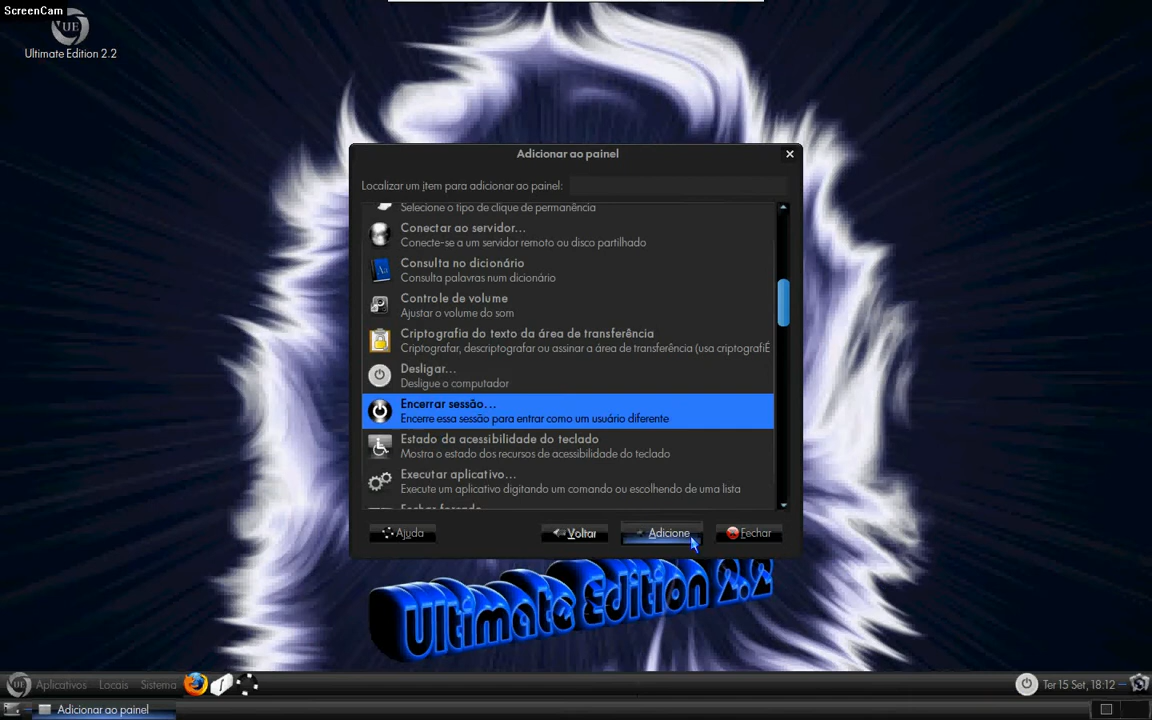 ScreenCam
UE
Ultimate Edition 2.2
Adicionar ao painel
Localizar um item para adicionar ao painel:
Selecione o tipo de clique de permanência
Conectar ao servidor...
Conecte-se a um servidor remoto ou disco partilhado
Consulta no dicionário
Consulta palavras num dicionário
Controle de volume
Ajustar o volume do som
Criptografia do texto da área de transferência
Criptografar, descriptografar ou assinar a área de transferência (usa criptografi
Desligar...
Desligue o computador
Encerrar sessão...
Encerre essa sessão para entrar como um usuário diferente
Estado da acessibilidade do teclado
Mostra o estado dos recursos de acessibilidade do teclado
Executar aplicativo...
Execute um aplicativo digitando um comando ou escolhendo de uma lista
Fechar forçado
Ajuda
Voltar
Adicione
Fechar
Ultimate Edition 2.2
UE Aplicativos Locais Sistema
Ter 15 Set, 18:12
Adicionar ao painel